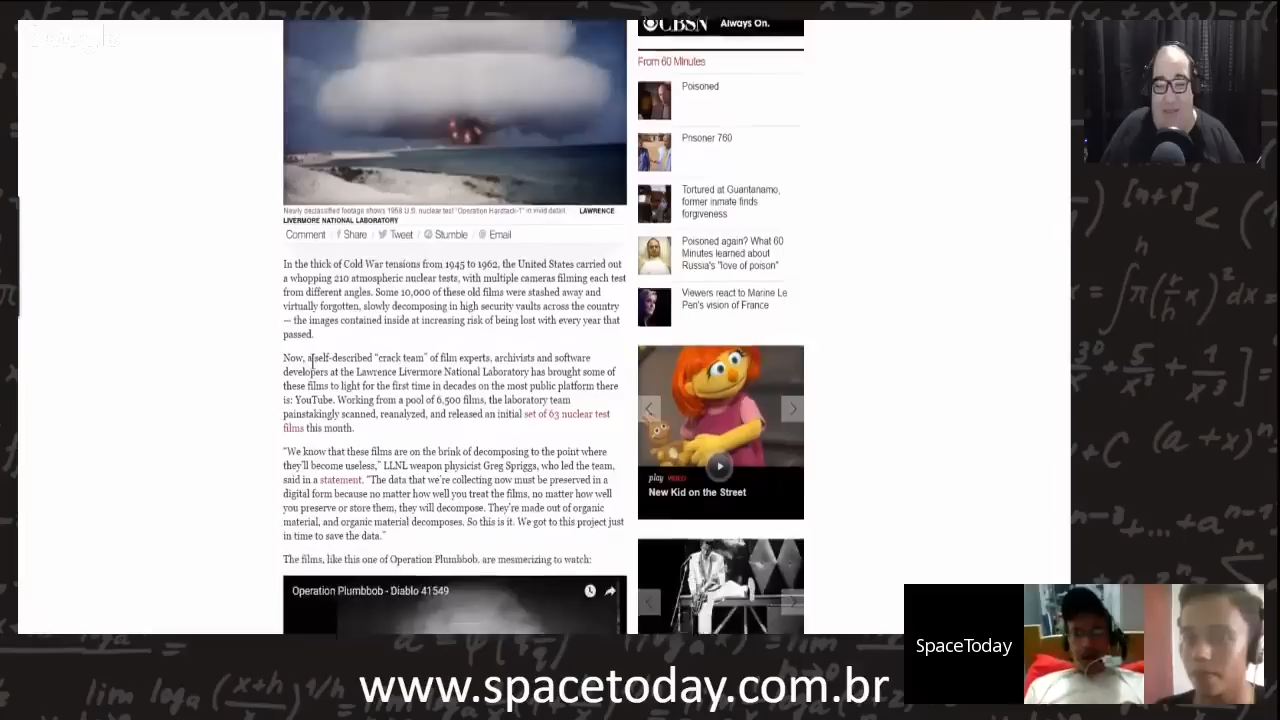 CBSN Always On.
From 60 Minutes
Poisoned
Prisoner 760
Tortured at Guantanamo,
former inmate finds
forgiveness
Poisoned again? What 60
Minutes learned about
Russia's "love of poison"
Viewers react to Marine Le
Pen's vision of France
play VIDEO
New Kid on the Street
Newly declassified footage shows 1958 U.S. nuclear test "Operation Hardtack-1" in vivid detail. LAWRENCE
LIVERMORE NATIONAL LABORATORY
Comment Share Tweet Stumble Email
In the thick of Cold War tensions from 1945 to 1962, the United States carried out
a whopping 210 atmospheric nuclear tests, with multiple cameras filming each test
from different angles. Some 10,000 of these old films were stashed away and
virtually forgotten, slowly decomposing in high security vaults across the country
— the images contained inside at increasing risk of being lost with every year that
passed.
Now, a self-described "crack team" of film experts, archivists and software
developers at the Lawrence Livermore National Laboratory has brought some of
these films to light for the first time in decades on the most public platform there
is: YouTube. Working from a pool of 6,500 films, the laboratory team
painstakingly scanned, reanalyzed, and released an initial set of 63 nuclear test
films this month.
"We know that these films are on the brink of decomposing to the point where
they'll become useless," LLNL weapon physicist Greg Spriggs, who led the team,
said in a statement. "The data that we're collecting now must be preserved in a
digital form because no matter how well you treat the films, no matter how well
you preserve or store them, they will decompose. They're made out of organic
material, and organic material decomposes. So this is it. We got to this project just
in time to save the data."
The films, like this one of Operation Plumbbob, are mesmerizing to watch:
Operation Plumbbob - Diablo 41549
SpaceToday
www.spacetoday.com.br